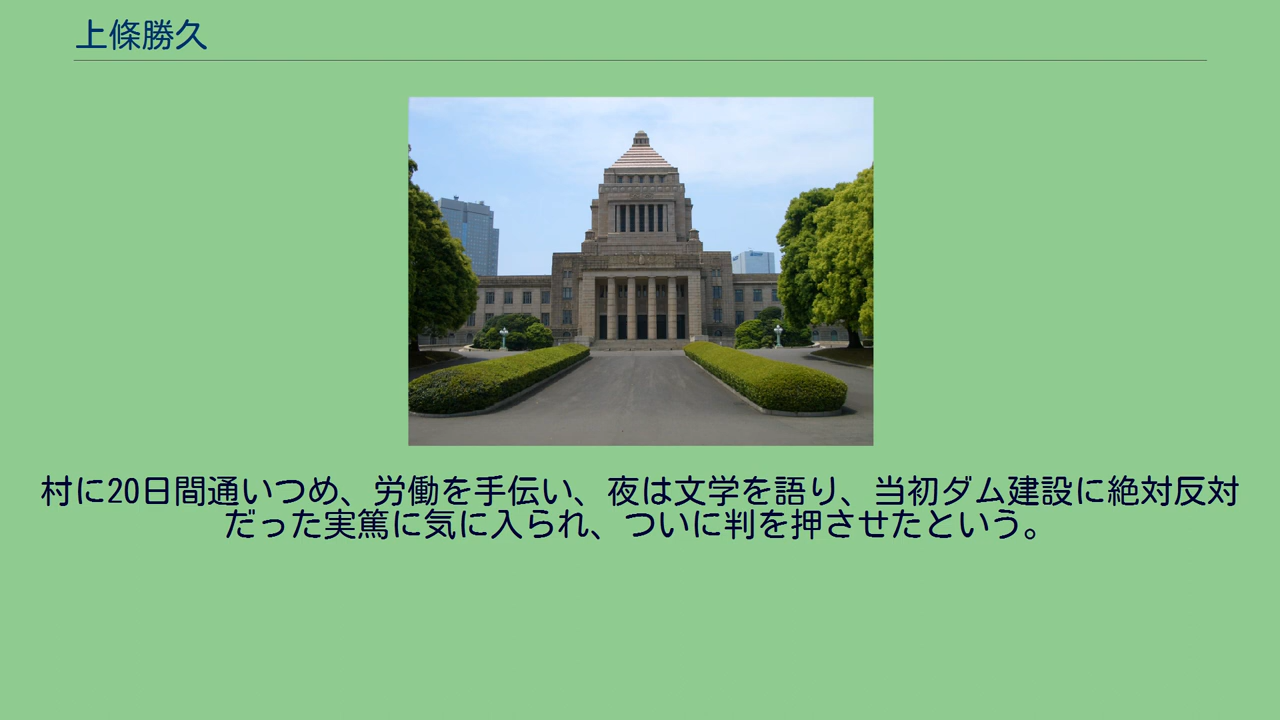 上條勝久
村に20日間通いつめ、労働を手伝い、夜は文学を語り、当初ダム建設に絶対反対
だった実篤に気に入られ、ついに判を押させたという。